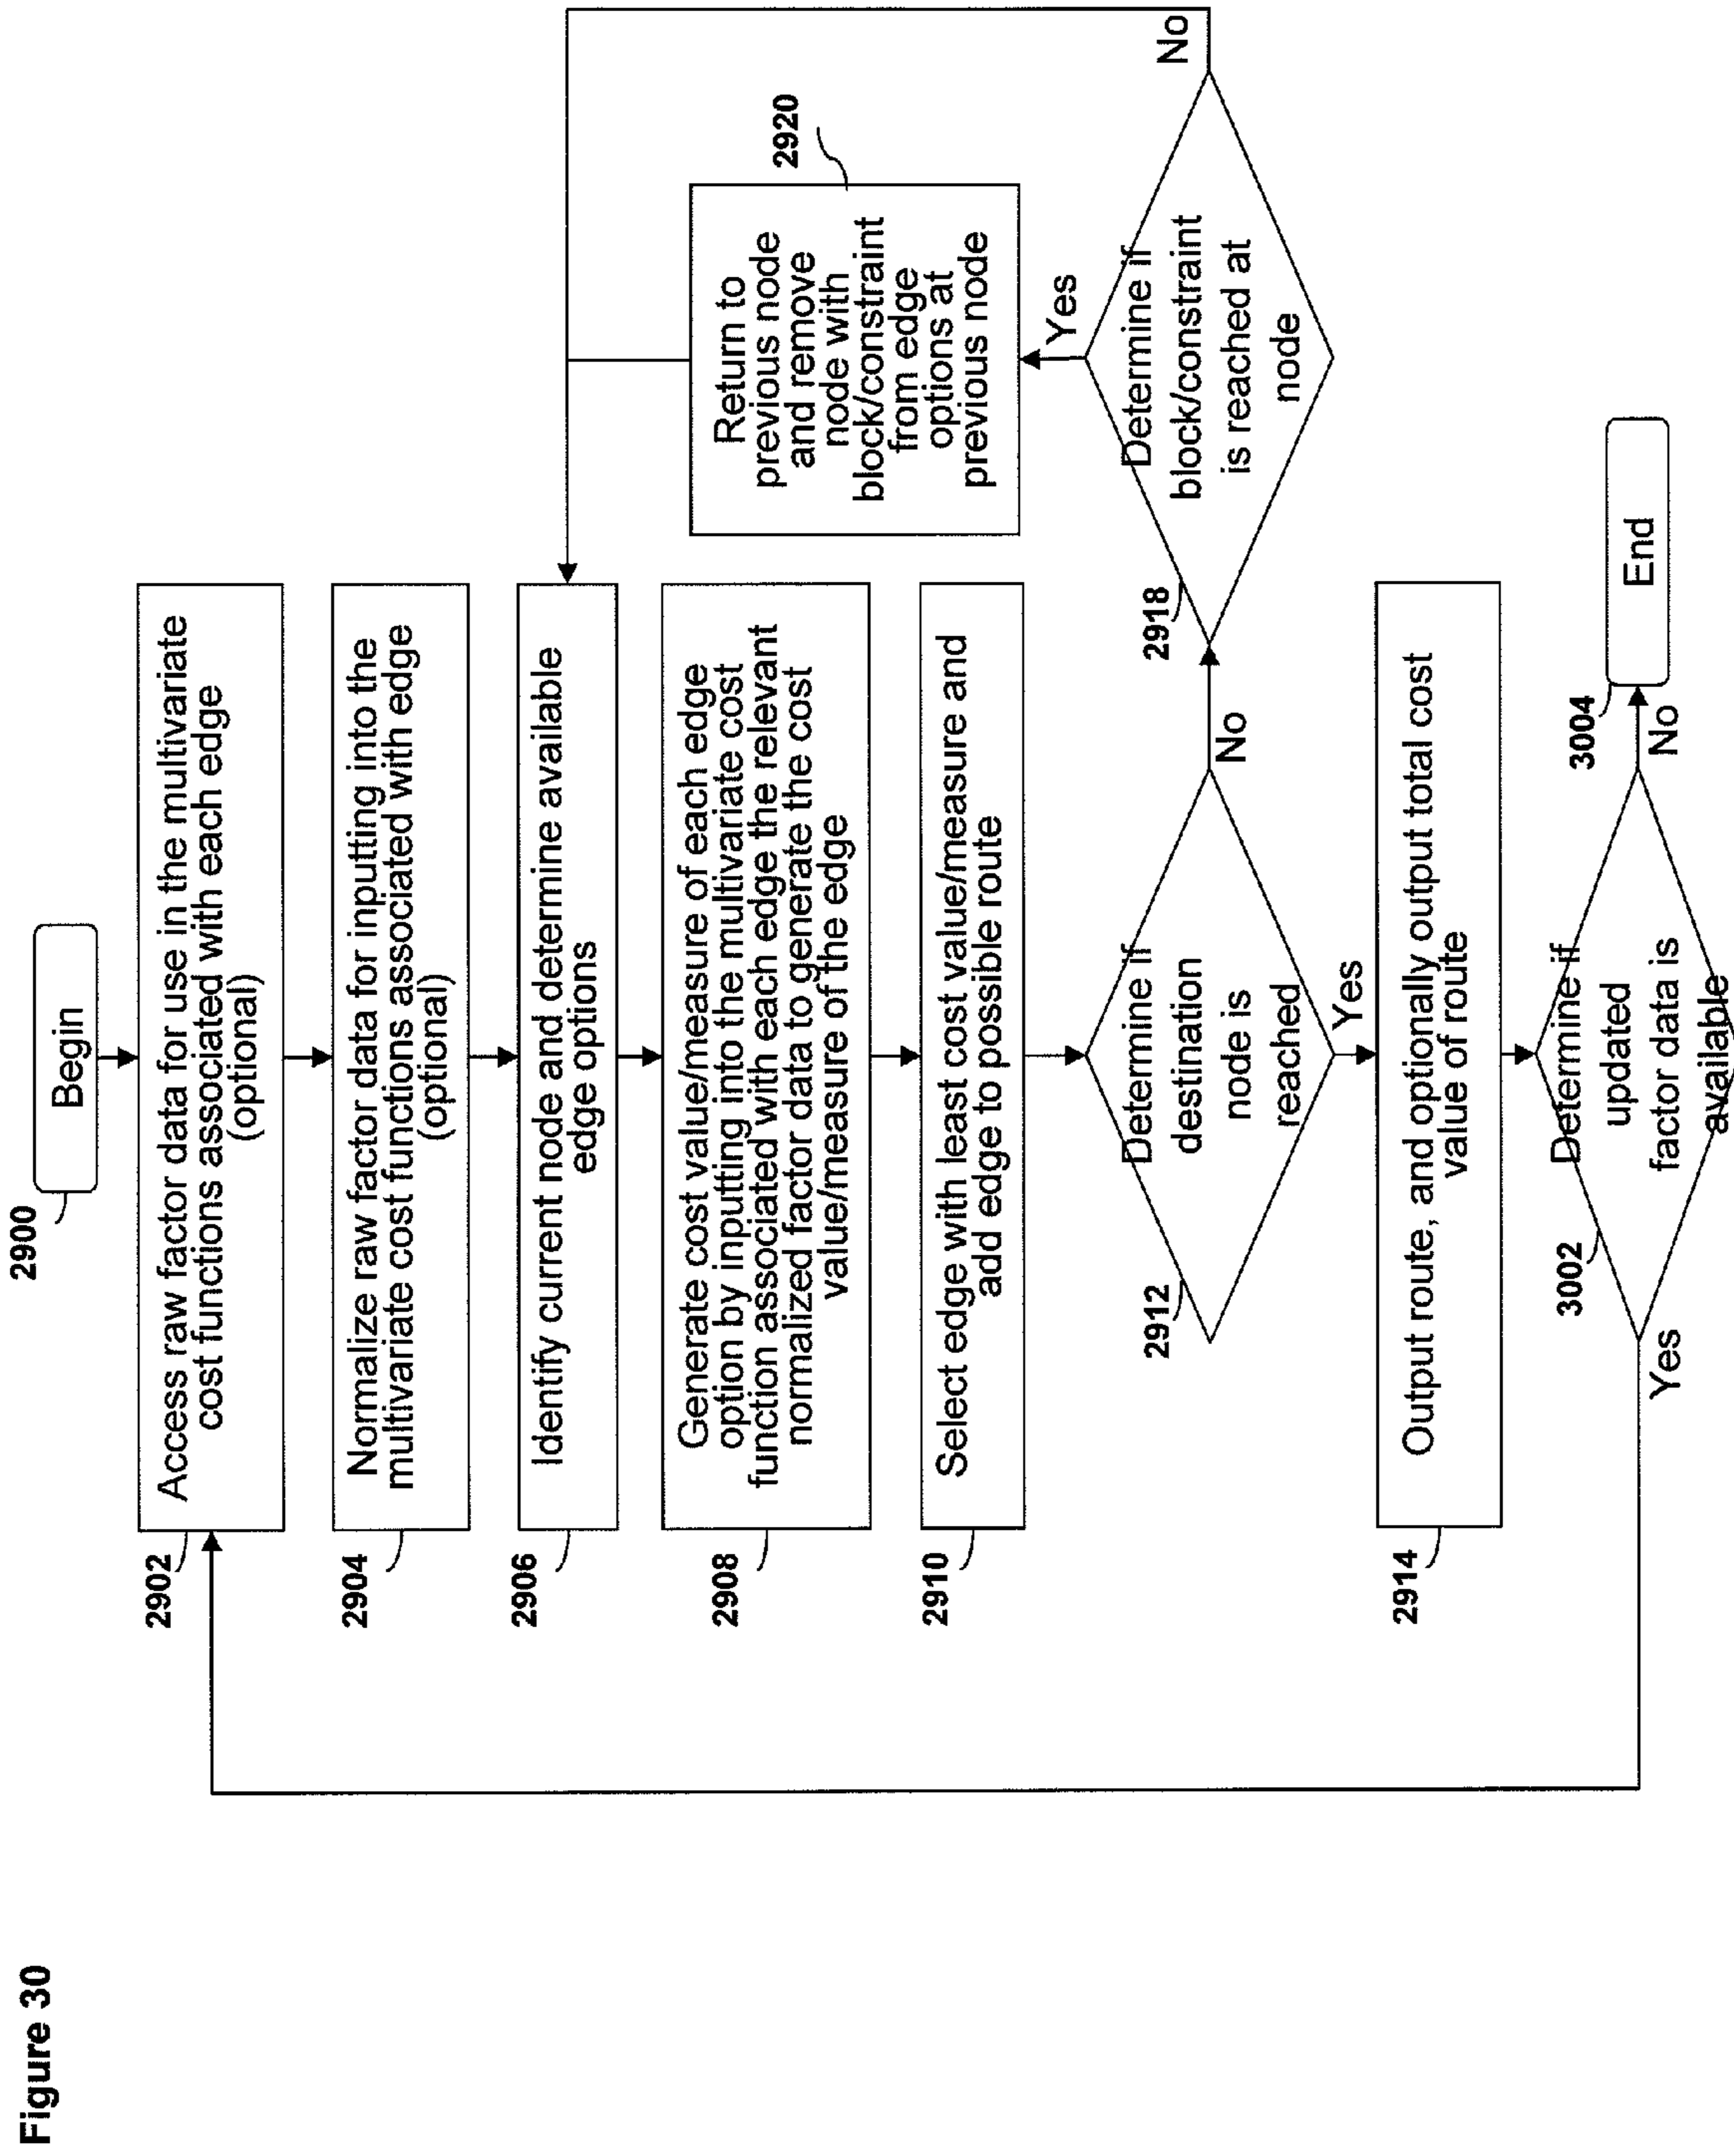 Figure 30
2900
Begin
2902
Access raw factor data for use in the multivariate
cost functions associated with each edge
(optional)
2904
Normalize raw factor data for inputting into the
multivariate cost functions associated with edge
(optional)
2906
Identify current node and determine available
edge options
2908
Generate cost value/measure of each edge
option by inputting into the multivariate cost
function associated with each edge the relevant
normalized factor data to generate the cost
value/measure of the edge
2910
Select edge with least cost value/measure and
add edge to possible route
2912
Determine if
destination
node is
reached
No
Yes
2918
Determine if
block/constraint
is reached at
node
No
Yes
2920
Return to
previous node
and remove
node with
block/constraint
from edge
options at
previous node
2914
Output route, and optionally output total cost
value of route
3002
Determine if
updated
factor data is
available
Yes
No
3004
End